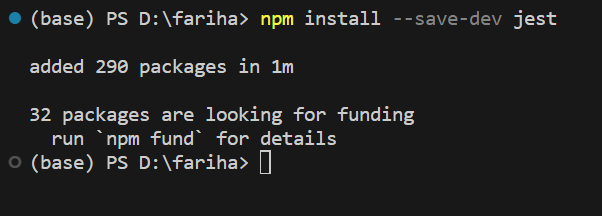 (base) PS D:\fariha> npm install --save-dev jest
added 290 packages in 1m
32 packages are looking for funding
  run `npm fund` for details
(base) PS D:\fariha>